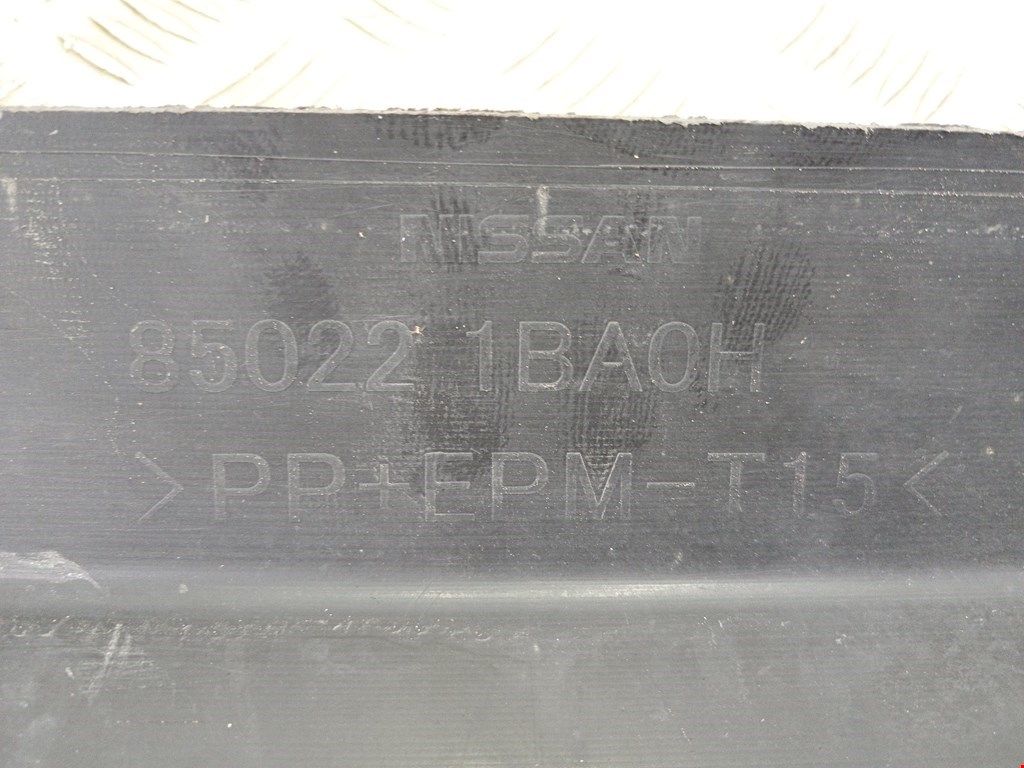 NISSAN
85022 1BA0H
>PP+EPM-T15<